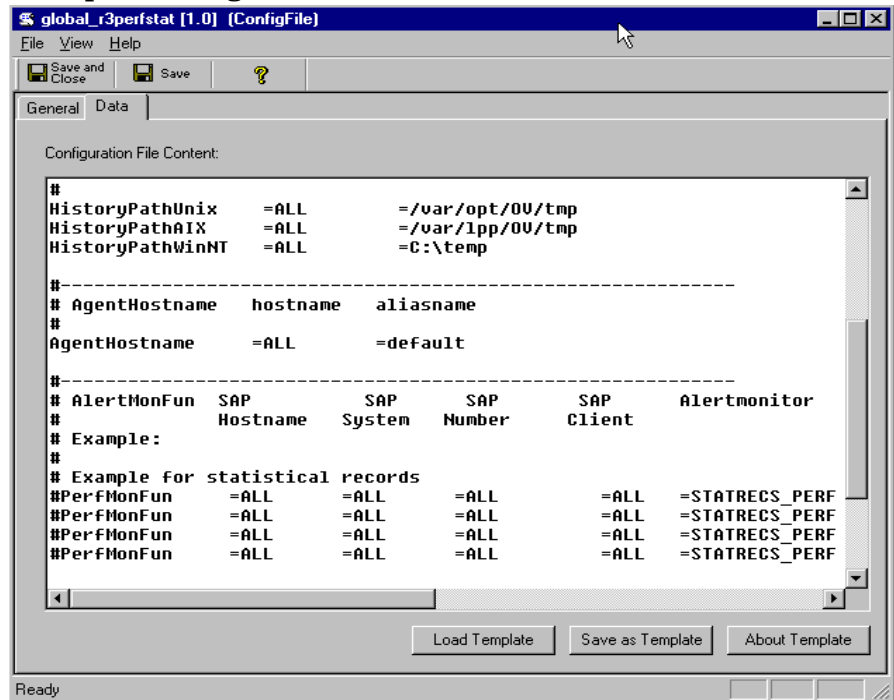 global_r3perfstat [1.0]  (ConfigFile)
File  View  Help
Save and Close  Save
General  Data
Configuration File Content:
#
HistoryPathUnix    =ALL        =/var/opt/OV/tmp
HistoryPathAIX     =ALL        =/var/lpp/OV/tmp
HistoryPathWinNT   =ALL        =C:\temp
#------------------------------------------------------------
# AgentHostname   hostname   aliasname
#
AgentHostname     =ALL       =default
#------------------------------------------------------------
# AlertMonFun  SAP          SAP      SAP       SAP      Alertmonitor
#              Hostname   System   Number     Client
# Example:
#
# Example for statistical records
#PerfMonFun     =ALL      =ALL      =ALL         =ALL   =STATRECS_PERF
#PerfMonFun     =ALL      =ALL      =ALL         =ALL   =STATRECS_PERF
#PerfMonFun     =ALL      =ALL      =ALL         =ALL   =STATRECS_PERF
#PerfMonFun     =ALL      =ALL      =ALL         =ALL   =STATRECS_PERF
Load Template  Save as Template  About Template
Ready